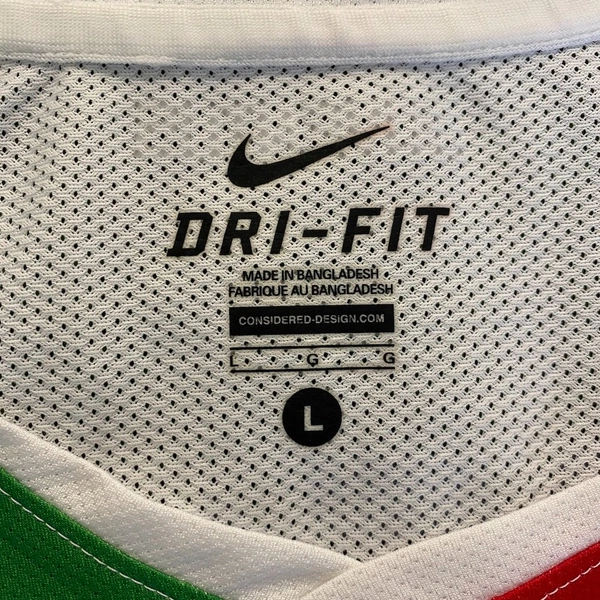 DRI-FIT
MADE IN BANGLADESH
FABRIQUE AU BANGLADESH
CONSIDERED-DESIGN.COM
L G G
L